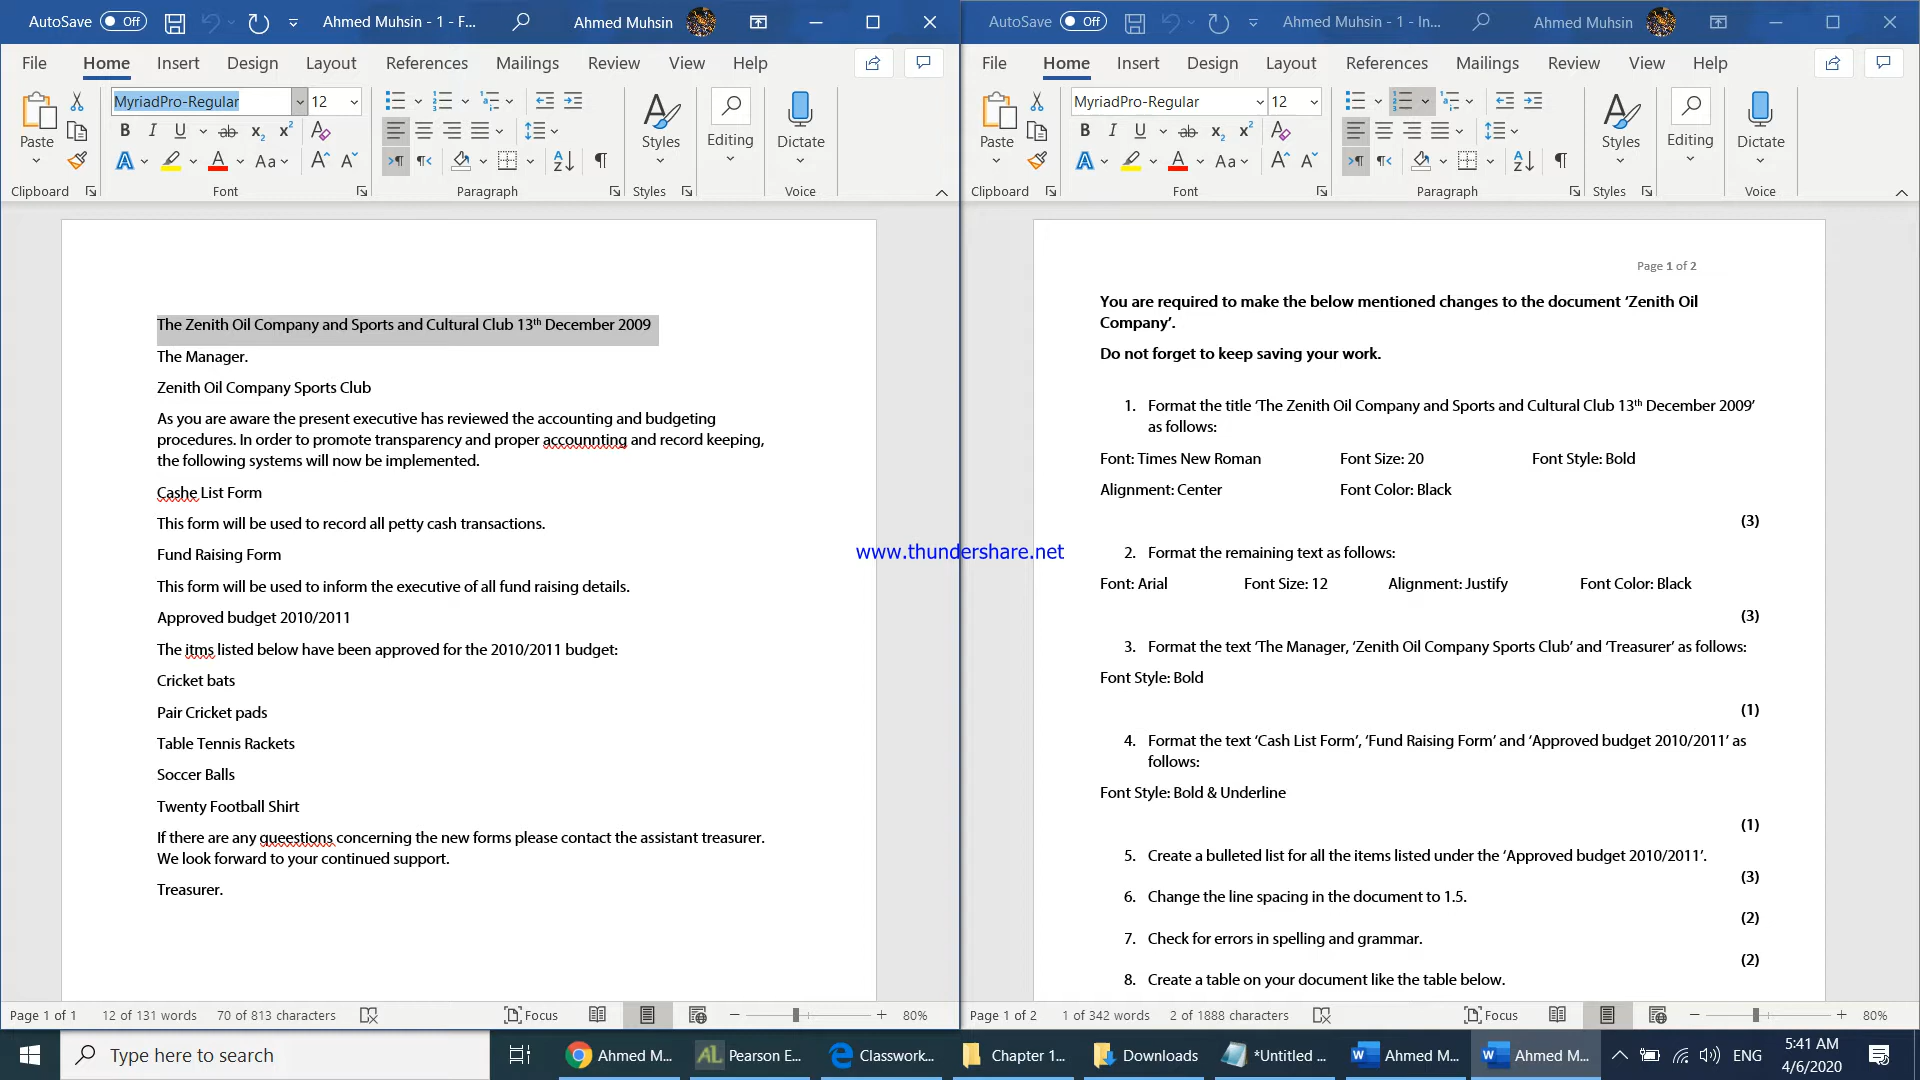 AutoSave Off Ahmed Muhsin - 1 - F... Ahmed Muhsin
File Home Insert Design Layout References Mailings Review View Help
MyriadPro-Regular 12
Paste B I U ab x₂ x² A Styles Editing Dictate
A A Aa A A
Clipboard Font Paragraph Styles Voice
The Zenith Oil Company and Sports and Cultural Club 13th December 2009
The Manager.
Zenith Oil Company Sports Club
As you are aware the present executive has reviewed the accounting and budgeting
procedures. In order to promote transparency and proper accounnting and record keeping,
the following systems will now be implemented.
Cashe List Form
This form will be used to record all petty cash transactions.
Fund Raising Form
This form will be used to inform the executive of all fund raising details.
Approved budget 2010/2011
The itms listed below have been approved for the 2010/2011 budget:
Cricket bats
Pair Cricket pads
Table Tennis Rackets
Soccer Balls
Twenty Football Shirt
If there are any queestions concerning the new forms please contact the assistant treasurer.
We look forward to your continued support.
Treasurer.
Page 1 of 1 12 of 131 words 70 of 813 characters Focus 80%
AutoSave Off Ahmed Muhsin - 1 - In... Ahmed Muhsin
File Home Insert Design Layout References Mailings Review View Help
MyriadPro-Regular 12
Paste B I U ab x₂ x² A Styles Editing Dictate
A A Aa A A
Clipboard Font Paragraph Styles Voice
Page 1 of 2
You are required to make the below mentioned changes to the document ‘Zenith Oil
Company’.
Do not forget to keep saving your work.
1. Format the title ‘The Zenith Oil Company and Sports and Cultural Club 13th December 2009’
as follows:
Font: Times New Roman Font Size: 20 Font Style: Bold
Alignment: Center Font Color: Black
(3)
2. Format the remaining text as follows:
Font: Arial Font Size: 12 Alignment: Justify Font Color: Black
(3)
3. Format the text ‘The Manager, ‘Zenith Oil Company Sports Club’ and ‘Treasurer’ as follows:
Font Style: Bold
(1)
4. Format the text ‘Cash List Form’, ‘Fund Raising Form’ and ‘Approved budget 2010/2011’ as
follows:
Font Style: Bold & Underline
(1)
5. Create a bulleted list for all the items listed under the ‘Approved budget 2010/2011’.
(3)
6. Change the line spacing in the document to 1.5.
(2)
7. Check for errors in spelling and grammar.
(2)
8. Create a table on your document like the table below.
Page 1 of 2 1 of 342 words 2 of 1888 characters Focus 80%
www.thundershare.net
Type here to search Ahmed M... AL Pearson E... Classwork... Chapter 1... Downloads *Untitled ... Ahmed M... Ahmed M... ENG 5:41 AM
4/6/2020